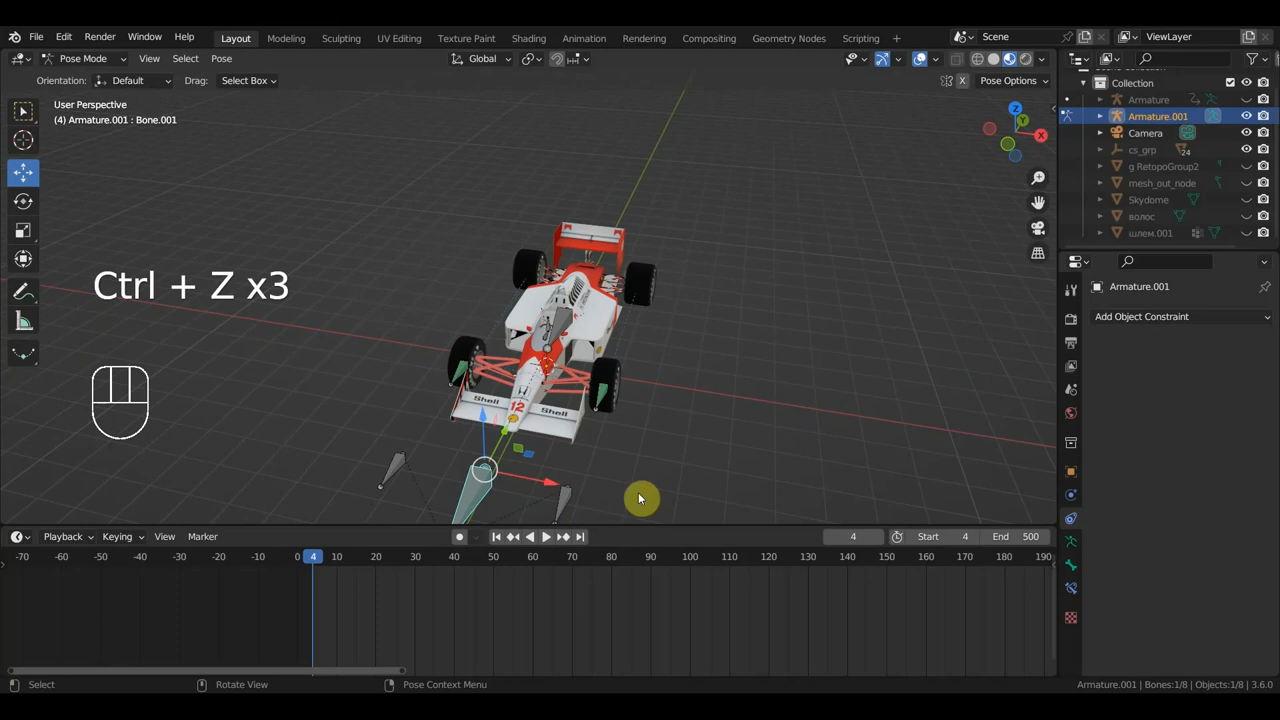 File Edit Render Window Help Layout Modeling Sculpting UV Editing Texture Paint Shading Animation Rendering Compositing Geometry Nodes Scripting + Scene ViewLayer
Pose Mode View Select Pose Global Pose Options
Orientation: Default Drag: Select Box X Pose Options
User Perspective
(4) Armature.001 : Bone.001
Ctrl + Z x3
Z Y X
Shell 12 Shell
Collection
Armature
Armature.001
Camera
cs_grp 24
g RetopoGroup2
mesh_out_node
Skydome
волос
шлем.001
Armature.001
Add Object Constraint
Playback Keying View Marker 4 Start 4 End 500
-70 -60 -50 -40 -30 -20 -10 0 4 10 20 30 40 50 60 70 80 90 100 110 120 130 140 150 160 170 180 190
Select Rotate View Pose Context Menu Armature.001 | Bones:1/8 | Objects:1/8 | 3.6.0